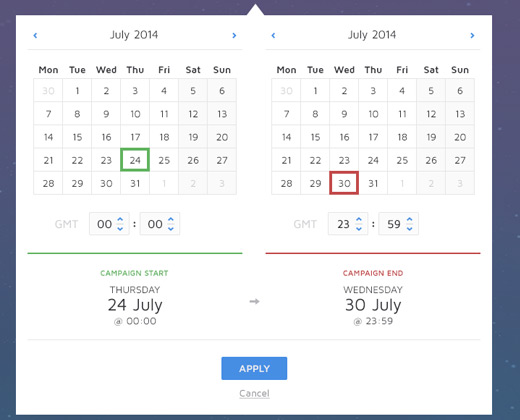 July 2014
Mon Tue Wed Thu Fri Sat Sun
30 1 2 3 4 5 6
7 8 9 10 11 12 13
14 15 16 17 18 19 20
21 22 23 24 25 26 27
28 29 30 31 1 2 3
GMT 00 : 00
CAMPAIGN START
THURSDAY
24 July
@ 00:00
July 2014
Mon Tue Wed Thu Fri Sat Sun
30 1 2 3 4 5 6
7 8 9 10 11 12 13
14 15 16 17 18 19 20
21 22 23 24 25 26 27
28 29 30 31 1 2 3
GMT 23 : 59
CAMPAIGN END
WEDNESDAY
30 July
@ 23:59
APPLY
Cancel